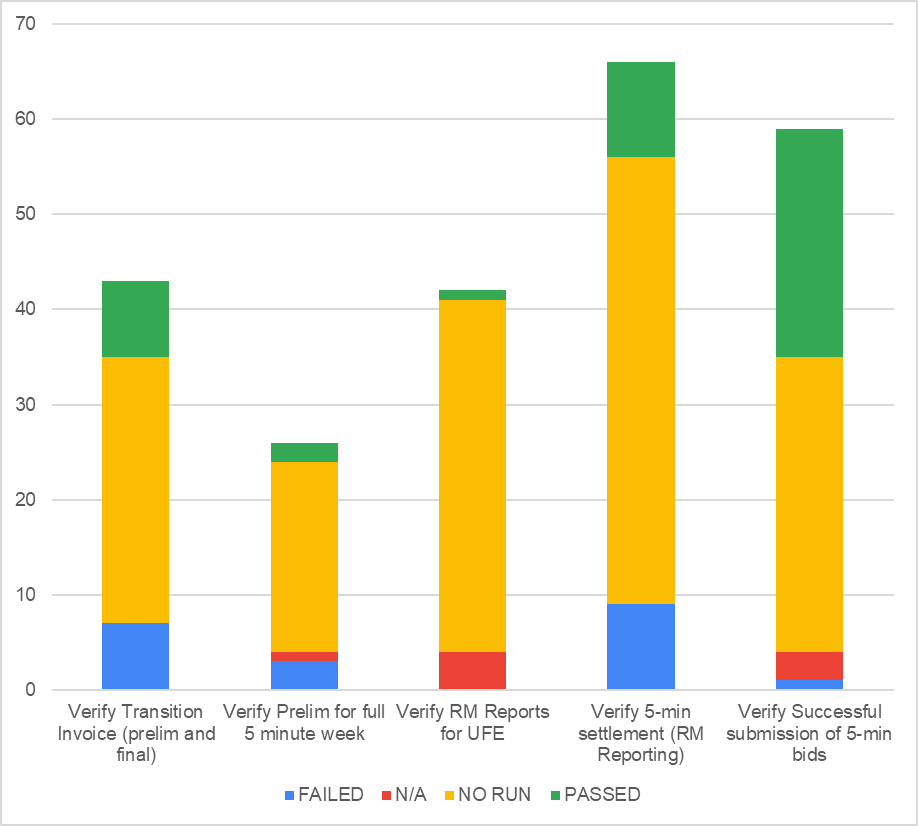 70
60
50
40
30
20
10
0
Verify Transition
Invoice (prelim and
final)
Verify Prelim for full
5 minute week
Verify RM Reports
for UFE
Verify 5-min
settlement (RM
Reporting)
Verify Successful
submission of 5-min
bids
FAILED N/A NO RUN PASSED